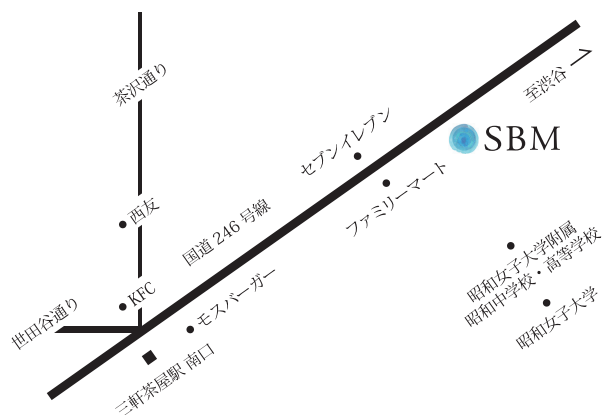 茶沢通り
至渋谷
SBM
セブンイレブン
ファミリーマート
西友
国道 246 号線
昭和女子大学附属
昭和中学校・高等学校
昭和女子大学
KFC
モスバーガー
世田谷通り
三軒茶屋駅 南口